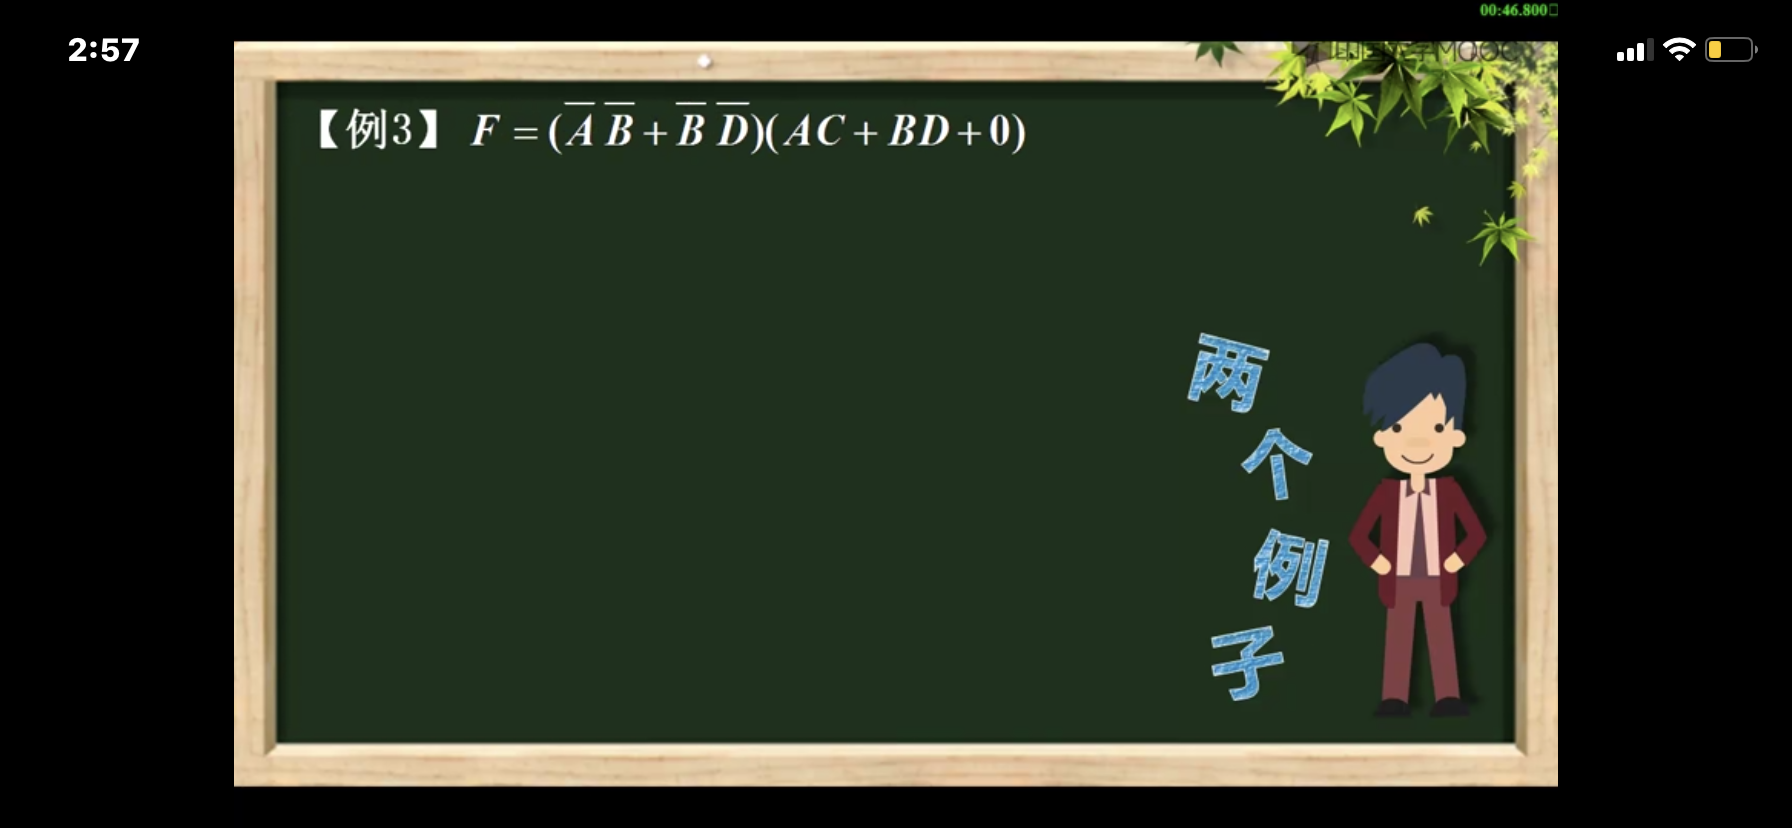 00:46.800
2:57
【例3】 F = (A̅ B̅ + B̅ D̅)(AC + BD + 0)
两
个
例
子